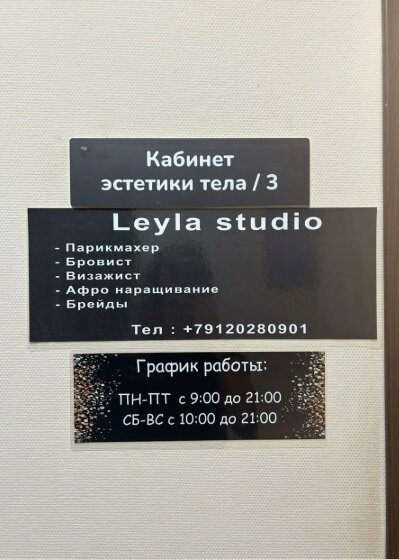 Кабинет
эстетики тела / 3
Leyla studio
- Парикмахер
- Бровист
- Визажист
- Афро наращивание
- Брейды
Тел : +79120280901
График работы:
ПН-ПТ с 9:00 до 21:00
СБ-ВС с 10:00 до 21:00